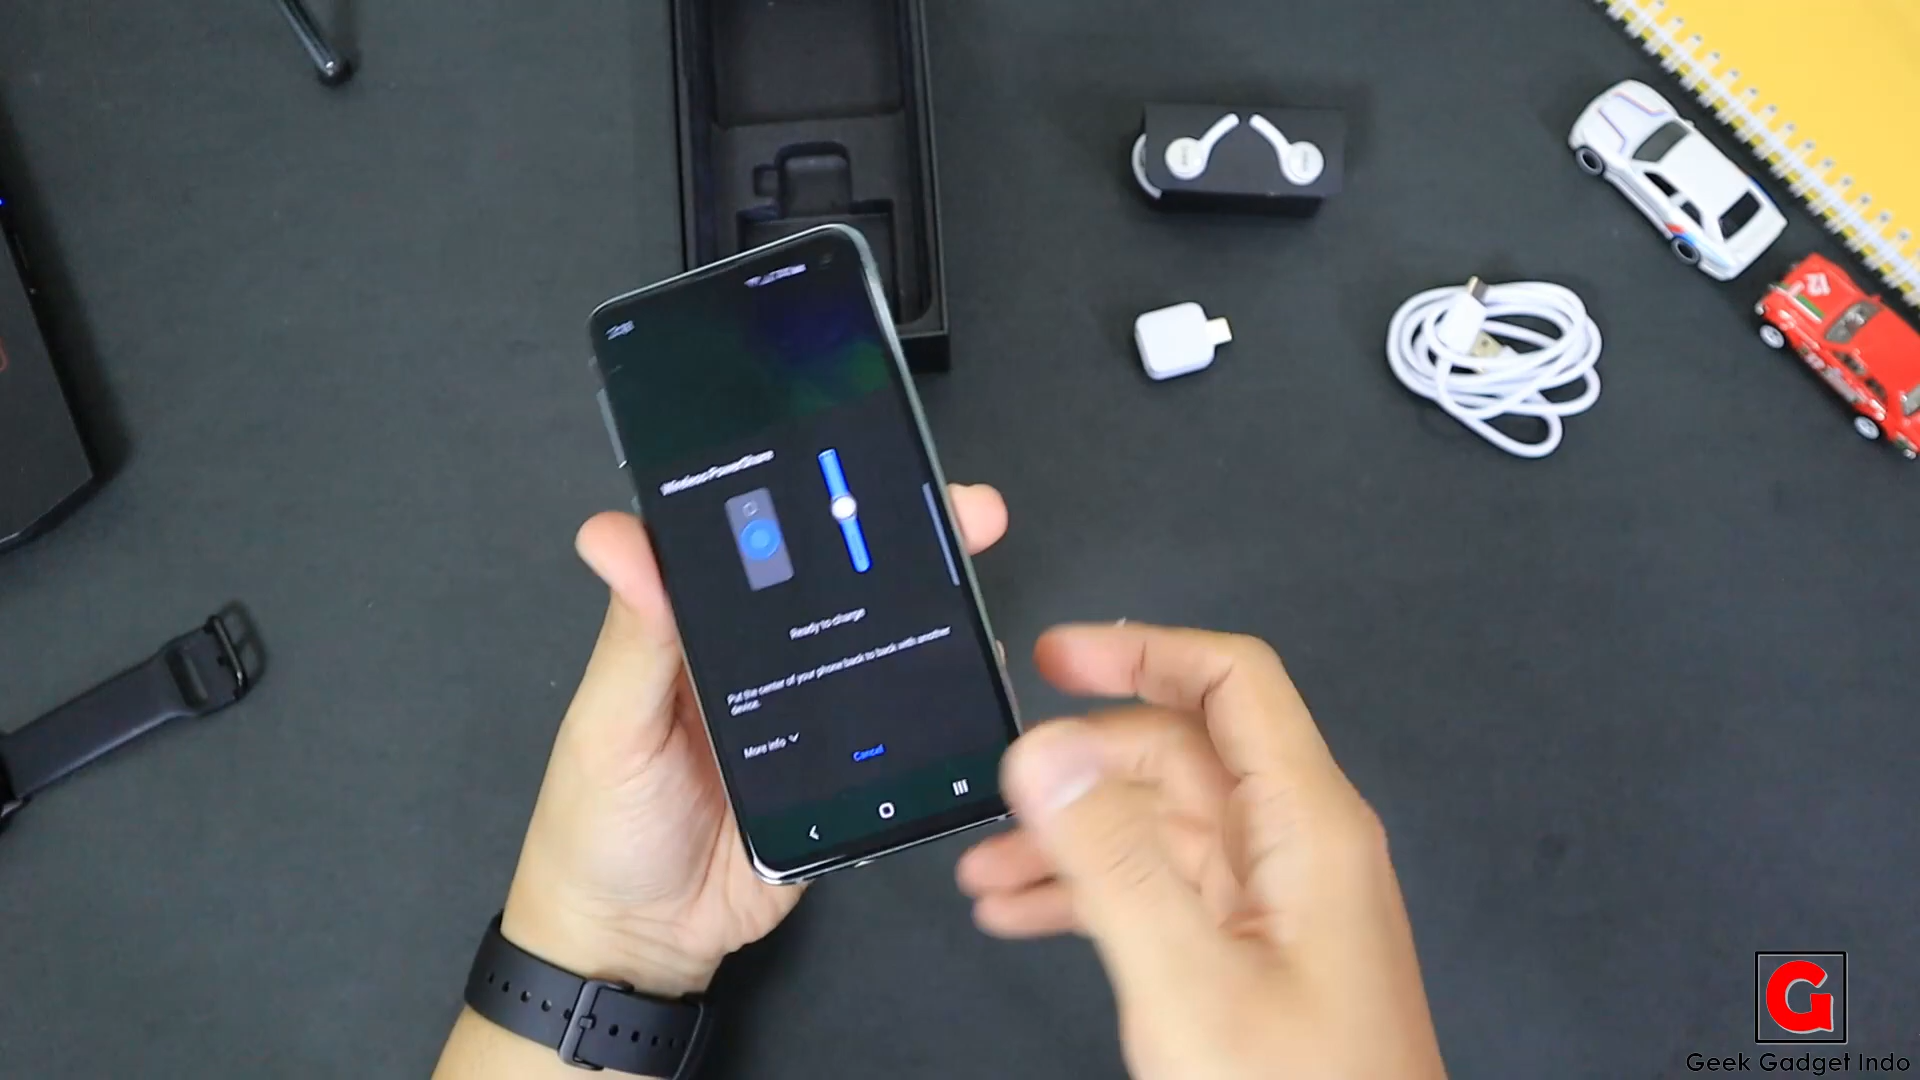 Wireless PowerShare
Ready to charge
Put the center of your phone back to back with another
device.
More info
Cancel
12
G
Geek Gadget Indo